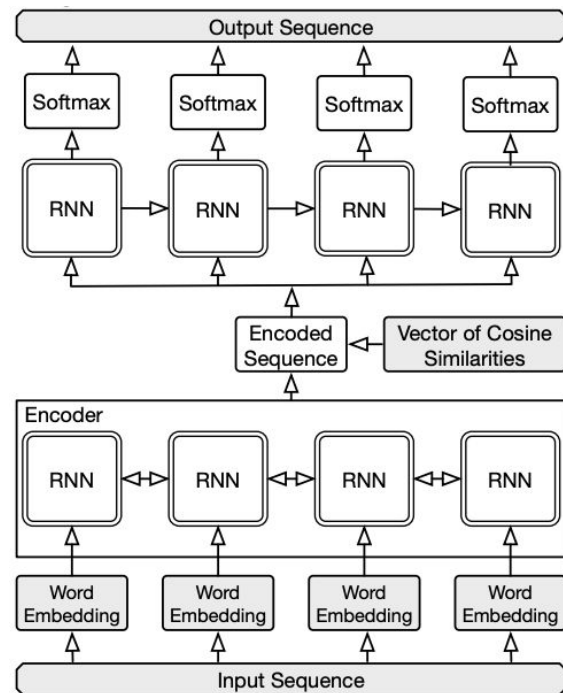 Output Sequence
Softmax Softmax Softmax Softmax
RNN RNN RNN RNN
Encoded Vector of Cosine
Sequence Similarities
Encoder
RNN RNN RNN RNN
Word Word Word Word
Embedding Embedding Embedding Embedding
Input Sequence